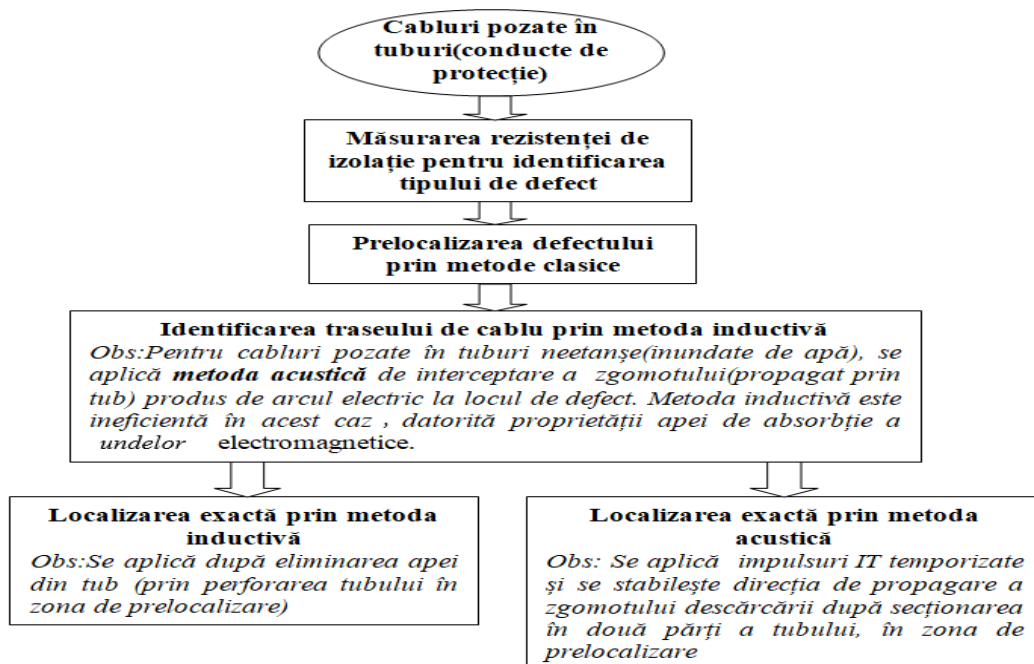 Cabluri pozate în
tuburi(conducte de
protecție)
Măsurarea rezistenței de
izolație pentru identificarea
tipului de defect
Prelocalizarea defectului
prin metode clasice
Identificarea traseului de cablu prin metoda inductivă
Obs:Pentru cabluri pozate în tuburi neetanșe(inundate de apă), se
aplică metoda acustică de interceptare a zgomotului(propagat prin
tub) produs de arcul electric la locul de defect. Metoda inductivă este
ineficientă în acest caz , datorită proprietății apei de absorbție a
undelor electromagnetice.
Localizarea exactă prin metoda
inductivă
Obs:Se aplică după eliminarea apei
din tub (prin perforarea tubului în
zona de prelocalizare)
Localizarea exactă prin metoda
acustică
Obs: Se aplică impulsuri IT temporizate
și se stabilește direcția de propagare a
zgomotului descărcării după secționarea
în două părți a tubului, în zona de
prelocalizare